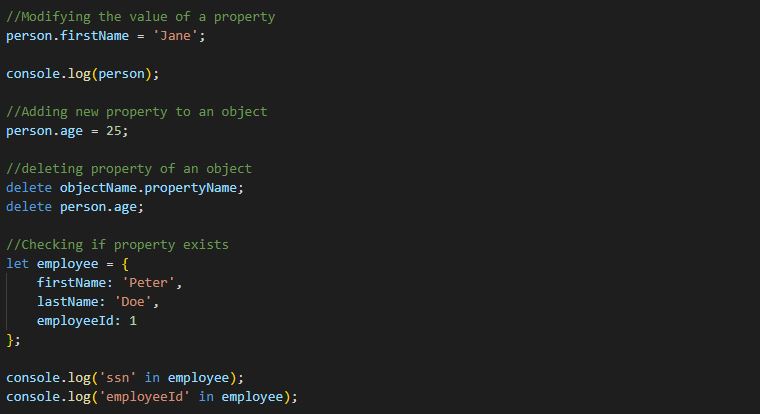 //Modifying the value of a property
person.firstName = 'Jane';
console.log(person);
//Adding new property to an object
person.age = 25;
//deleting property of an object
delete objectName.propertyName;
delete person.age;
//Checking if property exists
let employee = {
    firstName: 'Peter',
    lastName: 'Doe',
    employeeId: 1
};
console.log('ssn' in employee);
console.log('employeeId' in employee);